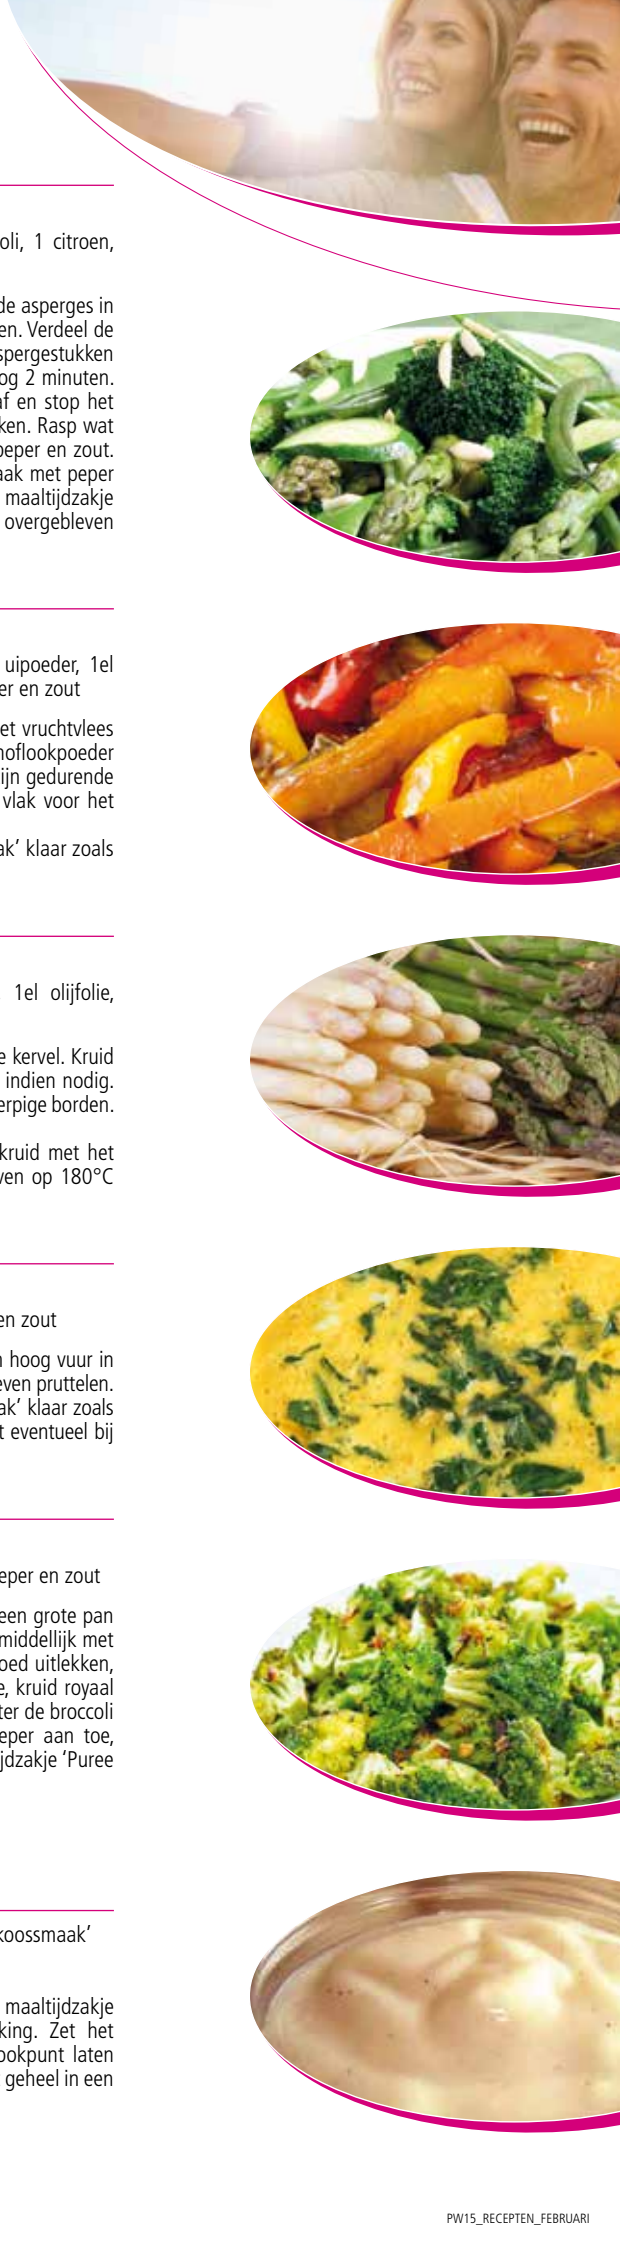 oli, 1 citroen,
de asperges in
en. Verdeel de
spergestukken
og 2 minuten.
af en stop het
ken. Rasp wat
peper en zout.
aak met peper
maaltijdzakje
overgebleven
uipoeder, 1el
er en zout
et vruchtvlees
noflookpoeder
ijn gedurende
vlak voor het
ak’ klaar zoals
1el olijfolie,
e kervel. Kruid
indien nodig.
erpige borden.
kruid met het
ven op 180°C
en zout
n hoog vuur in
even pruttelen.
ak’ klaar zoals
t eventueel bij
eper en zout
een grote pan
middellijk met
oed uitlekken,
e, kruid royaal
ter de broccoli
eper aan toe,
jdzakje ‘Puree
koossmaak’
maaltijdzakje
king. Zet het
ookpunt laten
geheel in een
PW15_RECEPTEN_FEBRUARI